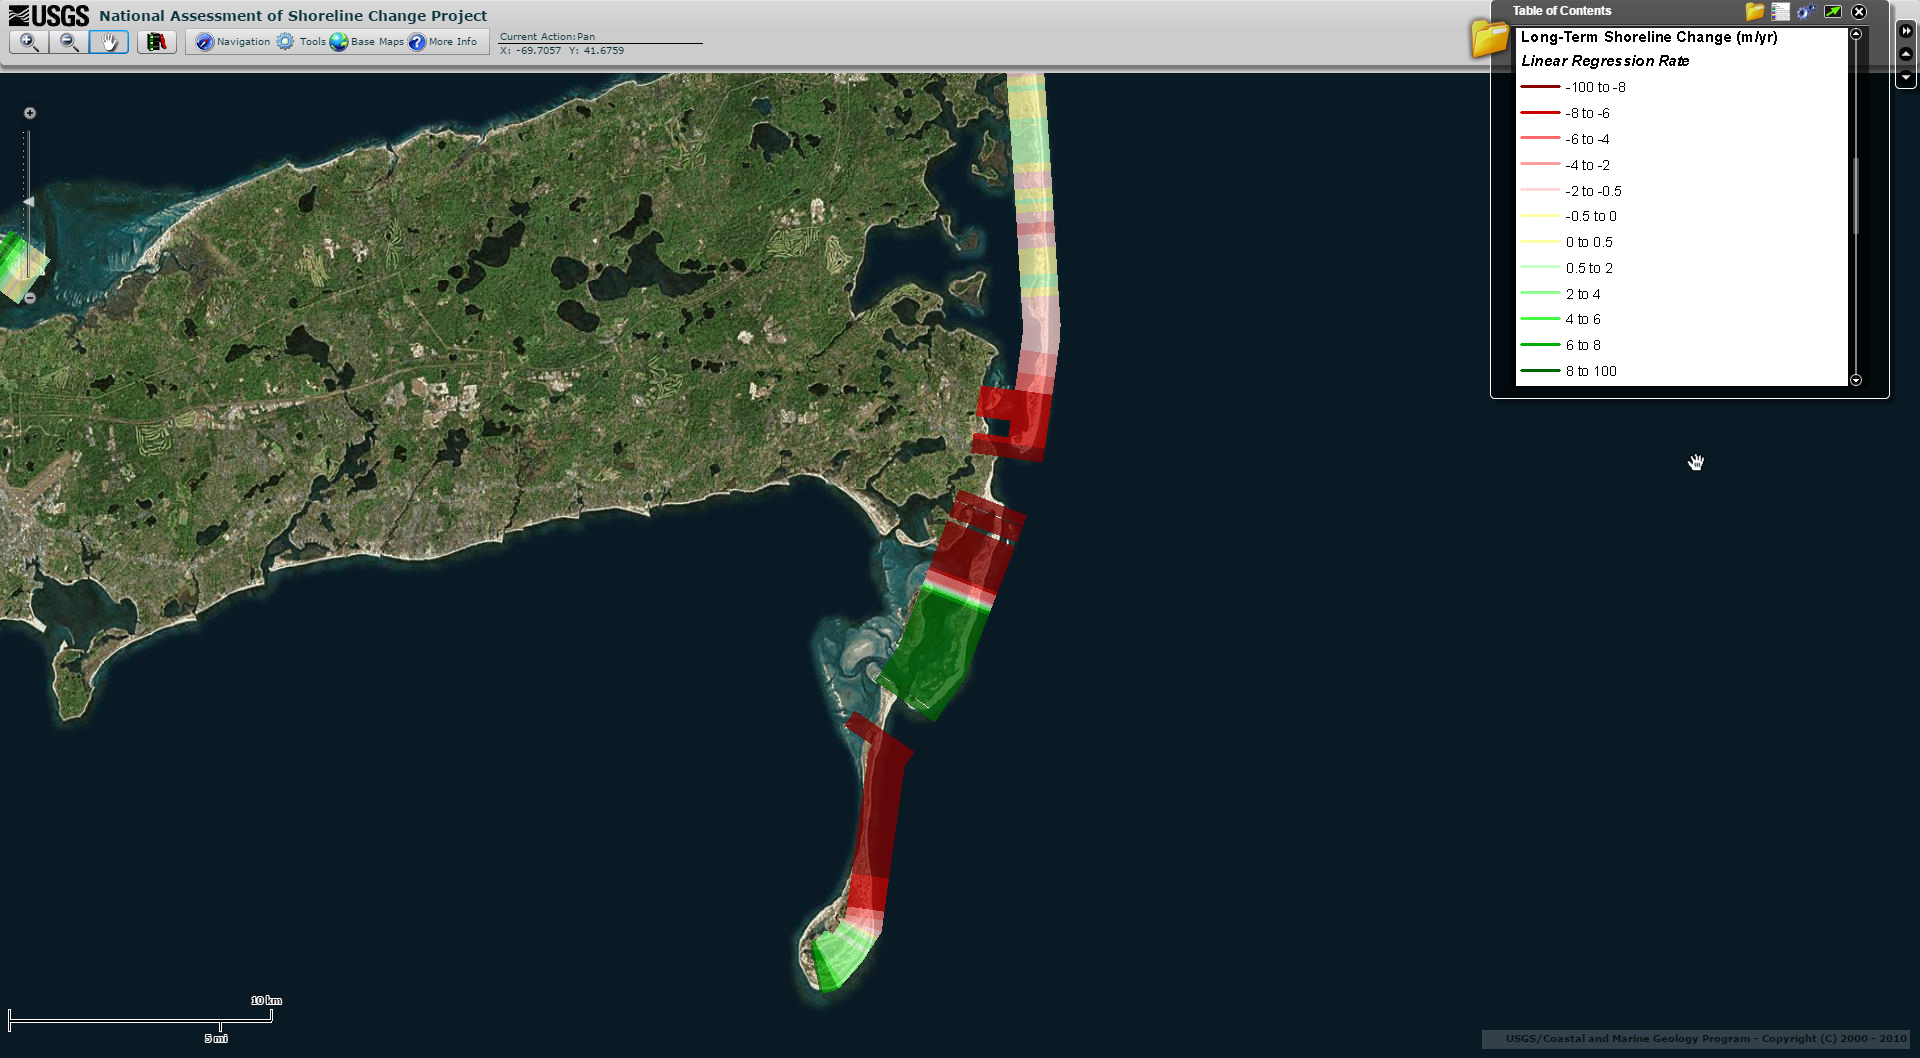 USGS National Assessment of Shoreline Change Project
Navigation Tools Base Maps More Info
Current Action:Pan
X: -69.7057 Y: 41.6759
Table of Contents
Long-Term Shoreline Change (m/yr)
Linear Regression Rate
-100 to -8
-8 to -6
-6 to -4
-4 to -2
-2 to -0.5
-0.5 to 0
0 to 0.5
0.5 to 2
2 to 4
4 to 6
6 to 8
8 to 100
10 km
5 mi
USGS/Coastal and Marine Geology Program - Copyright (C) 2000 - 2010